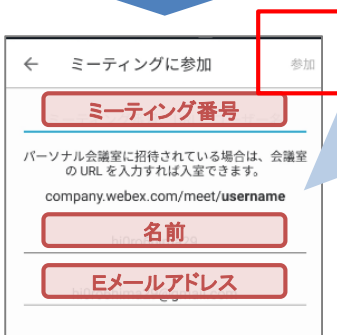 ← ミーティングに参加 参加
ミーティング番号
パーソナル会議室に招待されている場合は、会議室
の URL を入力すれば入室できます。
company.webex.com/meet/username
名前
Eメールアドレス